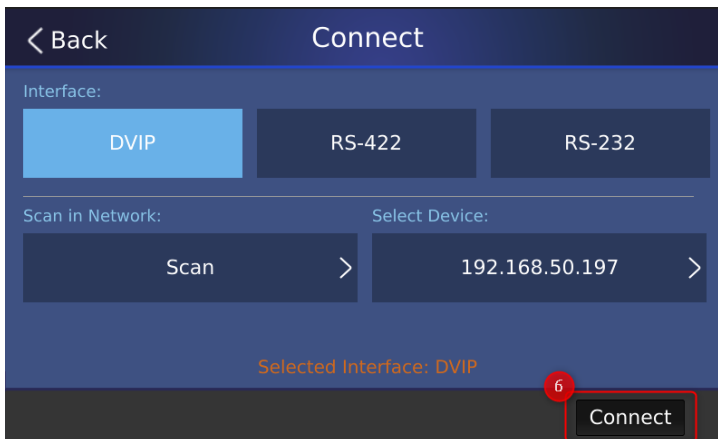 Back
Connect
Interface:
DVIP
RS-422
RS-232
Scan in Network:
Select Device:
Scan
192.168.50.197
Selected Interface: DVIP
6
Connect